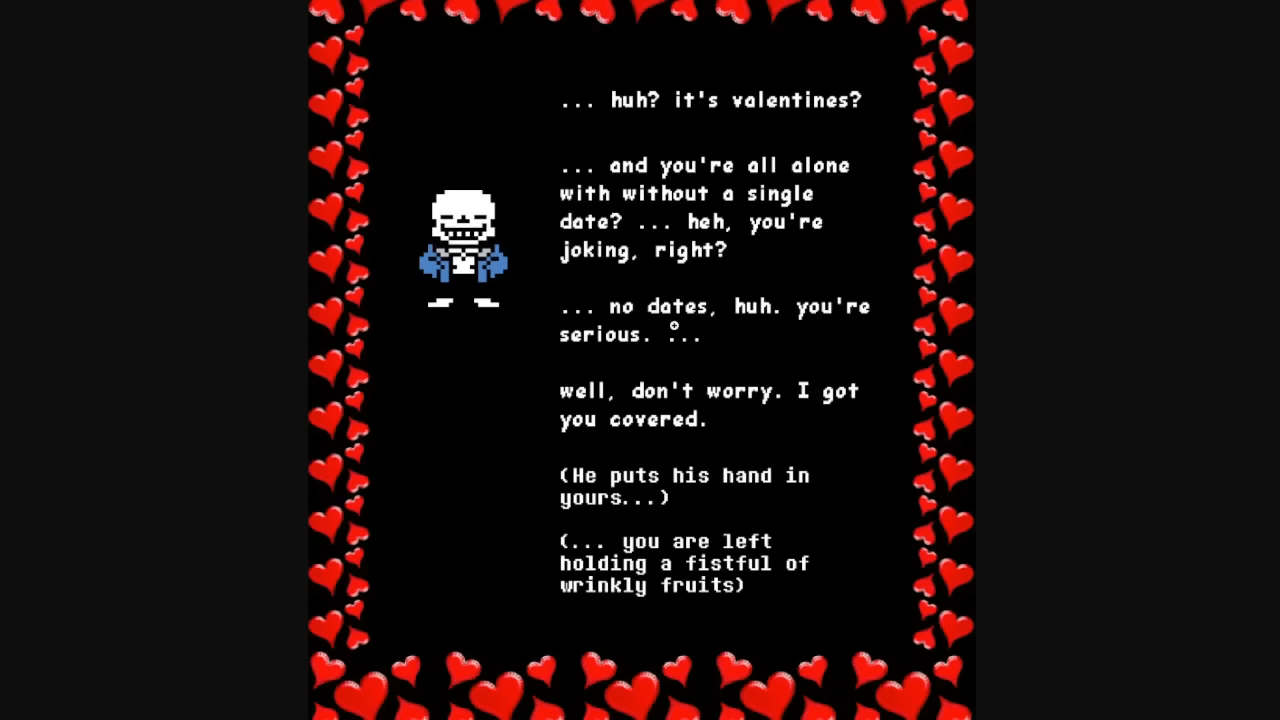 ... huh? it's valentines?
... and you're all alone
with without a single
date? ... heh, you're
joking, right?
... no dates, huh. you're
serious. ...
well, don't worry. I got
you covered.
(He puts his hand in
yours...)
(... you are left
holding a fistful of
wrinkly fruits)